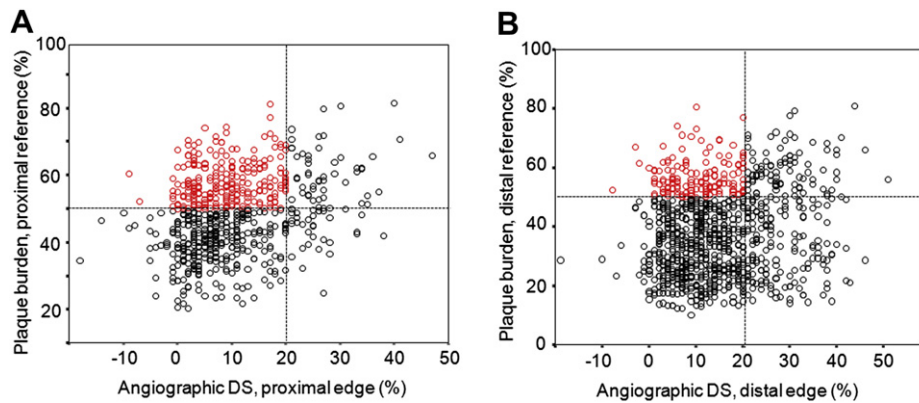 A
Plaque burden, proximal reference (%)
100
80
60
40
20
-10 0 10 20 30 40 50
Angiographic DS, proximal edge (%)
B
Plaque burden, distal reference (%)
100
80
60
40
20
0
-10 0 10 20 30 40 50
Angiographic DS, distal edge (%)